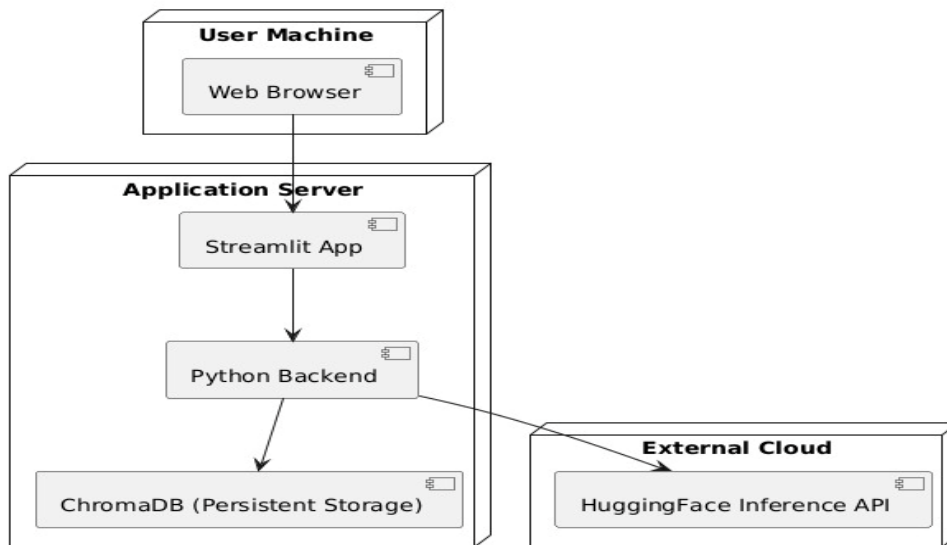 User Machine
Web Browser
Application Server
Streamlit App
Python Backend
External Cloud
ChromaDB (Persistent Storage)
HuggingFace Inference API